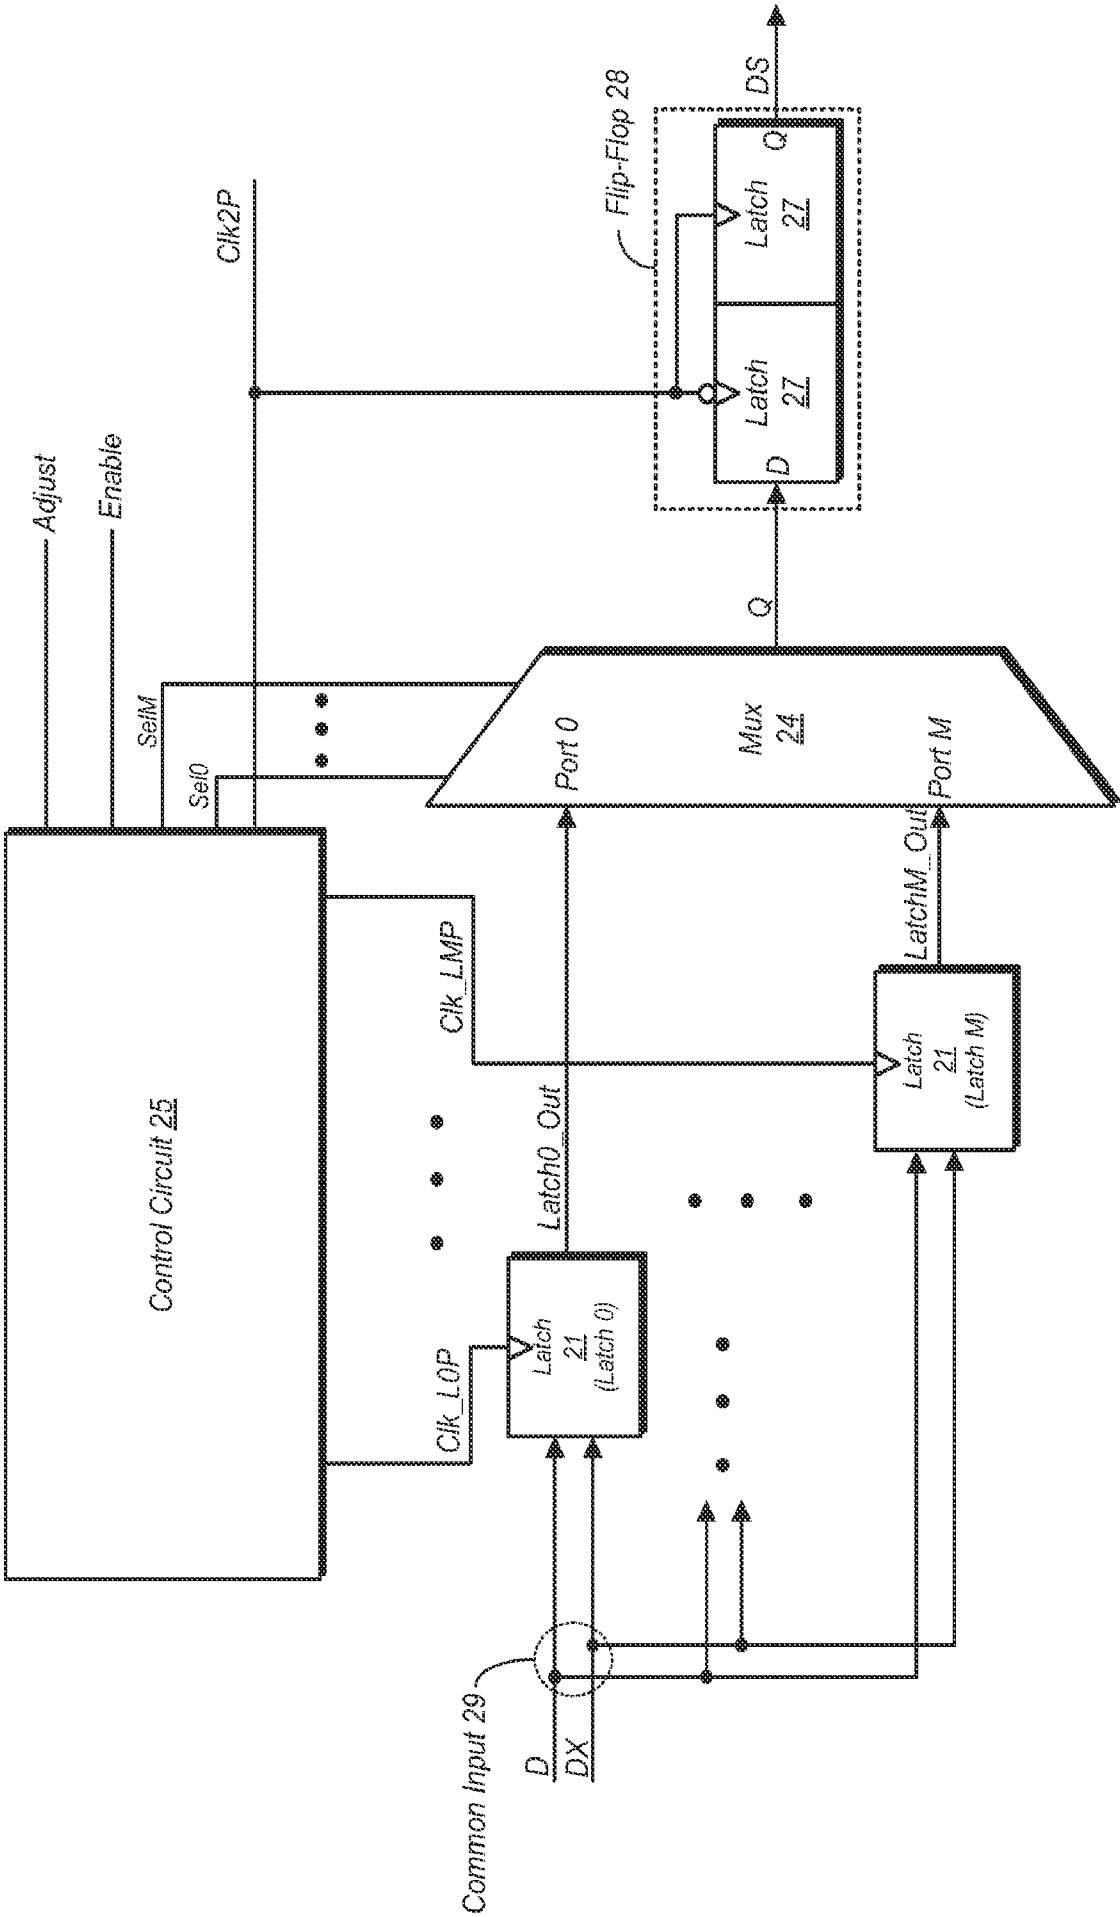 Control Circuit 25
Adjust
Enable
SelM
Sel0
Clk2P
Clk_L0P
Clk_LMP
Common Input 29
D
DX
Latch
21
(Latch 0)
Latch0_Out
Latch
21
(Latch M)
LatchM_Out
Port 0
Mux
24
Port M
Q
Flip-Flop 28
D
Latch
27
Latch
27
Q
DS